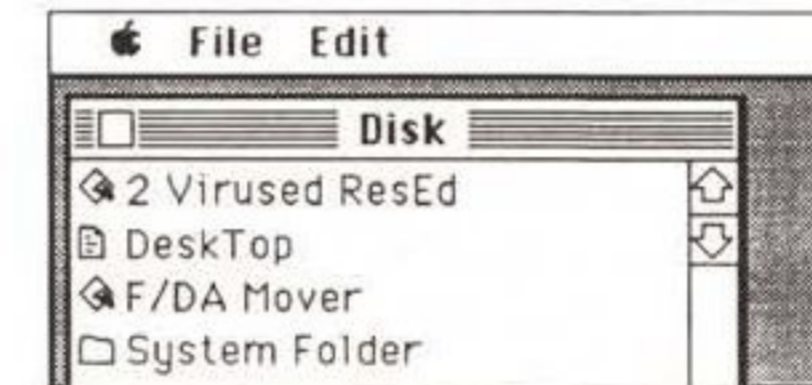 File Edit
Disk
2 Virused ResEd
DeskTop
F/DA Mover
System Folder